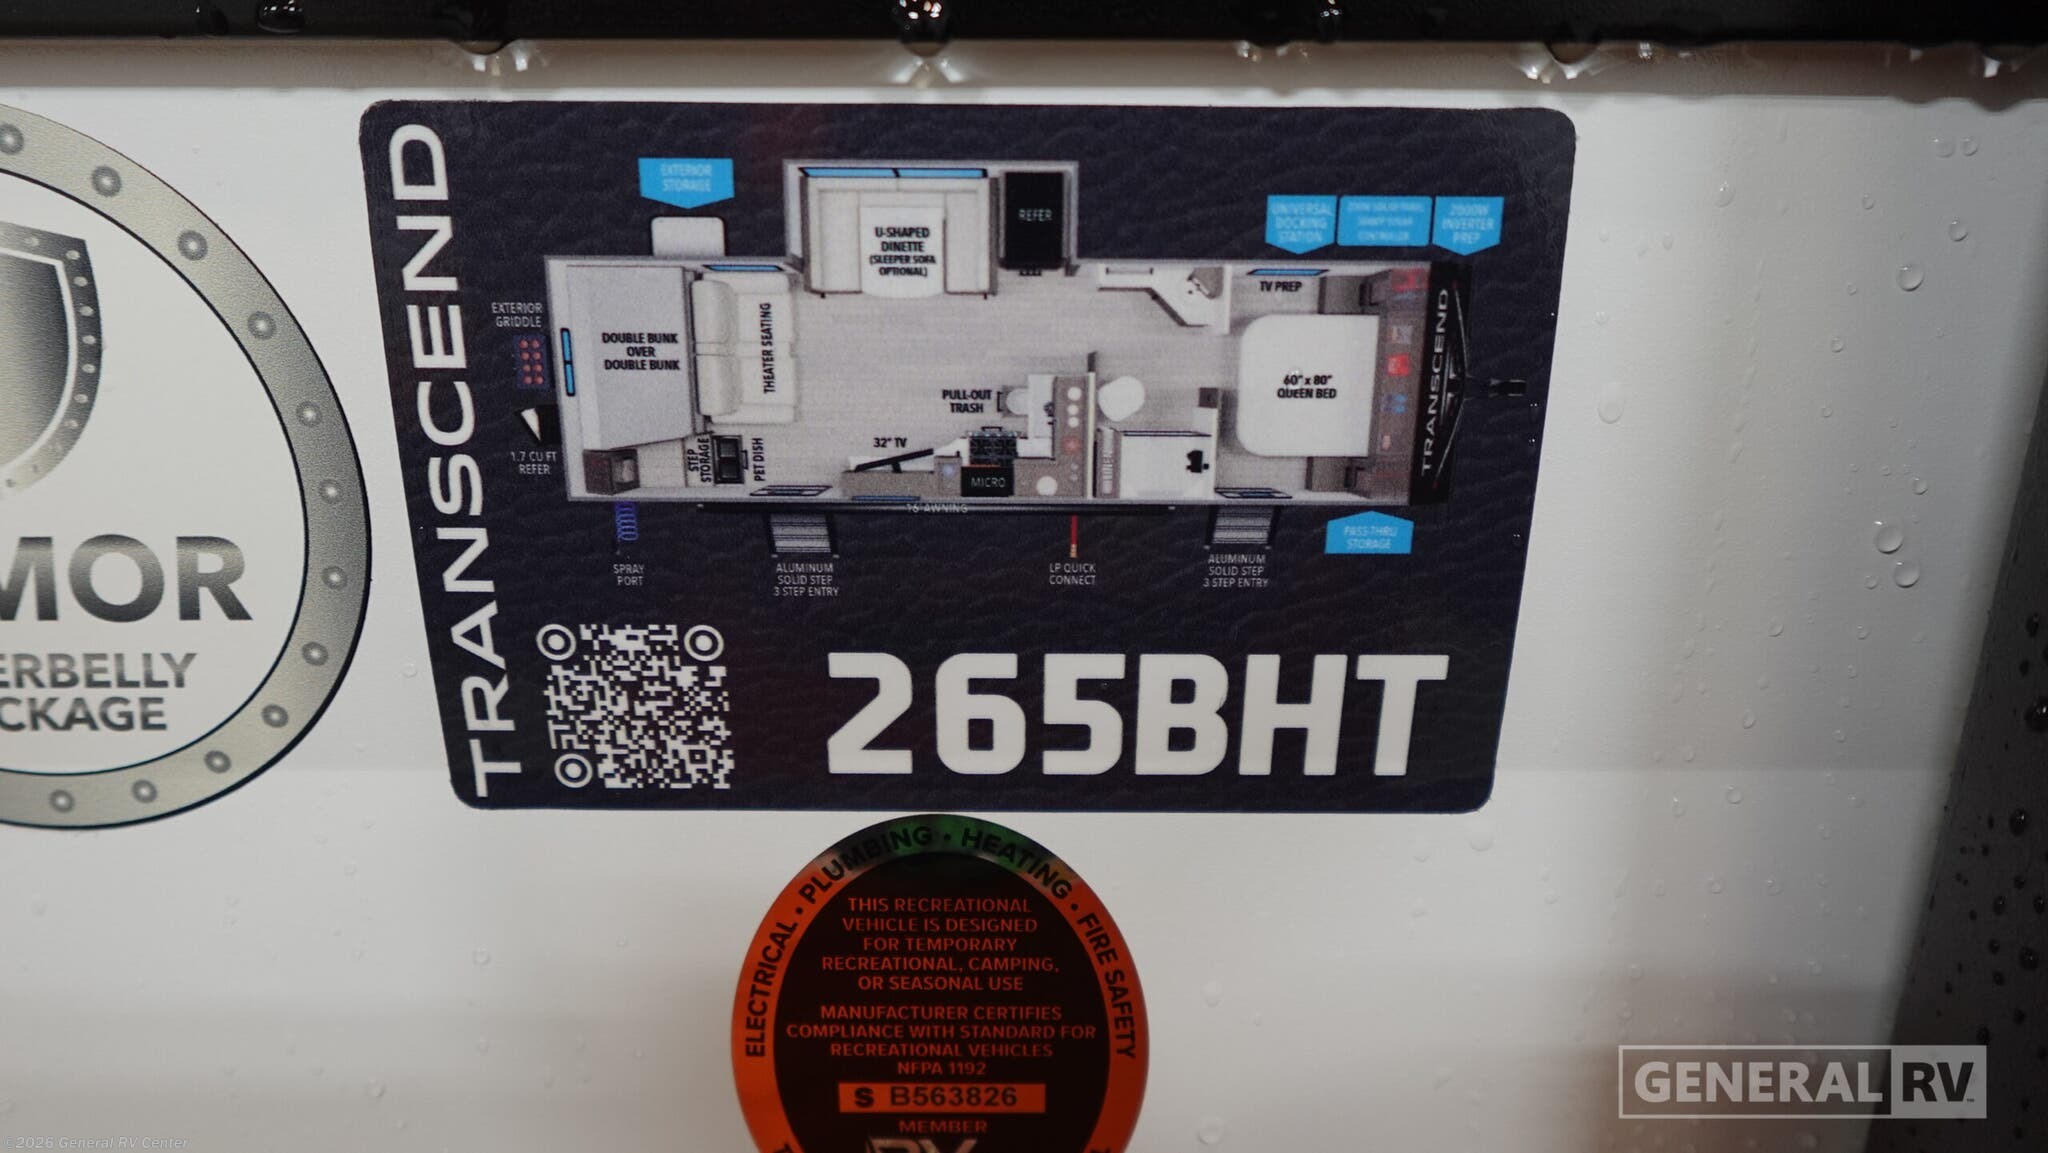 TRANSCEND
EXTERIOR
STORAGE
U-SHAPED
DINETTE
(SLEEPER SOFA
OPTIONAL)
REFER
UNIVERSAL
DOCKING
STATION
CONTROLLER
2000W
INVERTER
PREP
EXTERIOR
GRIDDLE
1.7 CU FT
REFER
DOUBLE BUNK
OVER
DOUBLE BUNK
THEATER SEATING
STEP
STORAGE
PET DISH
PULL-OUT
TRASH
32" TV
MICRO
LINEN
TV PREP
60" x 80"
QUEEN BED
TRANSCEND
16' AWNING
SPRAY
PORT
ALUMINUM
SOLID STEP
3 STEP ENTRY
LP QUICK
CONNECT
ALUMINUM
SOLID STEP
3 STEP ENTRY
PASS-THRU
STORAGE
265BHT
MOR
ERBELLY
CKAGE
ELECTRICAL • PLUMBING • HEATING • FIRE SAFETY
THIS RECREATIONAL
VEHICLE IS DESIGNED
FOR TEMPORARY
RECREATIONAL, CAMPING,
OR SEASONAL USE
MANUFACTURER CERTIFIES
COMPLIANCE WITH STANDARD FOR
RECREATIONAL VEHICLES
NFPA 1192
S B563826
MEMBER
RV
GENERAL RV
©2026 General RV Center